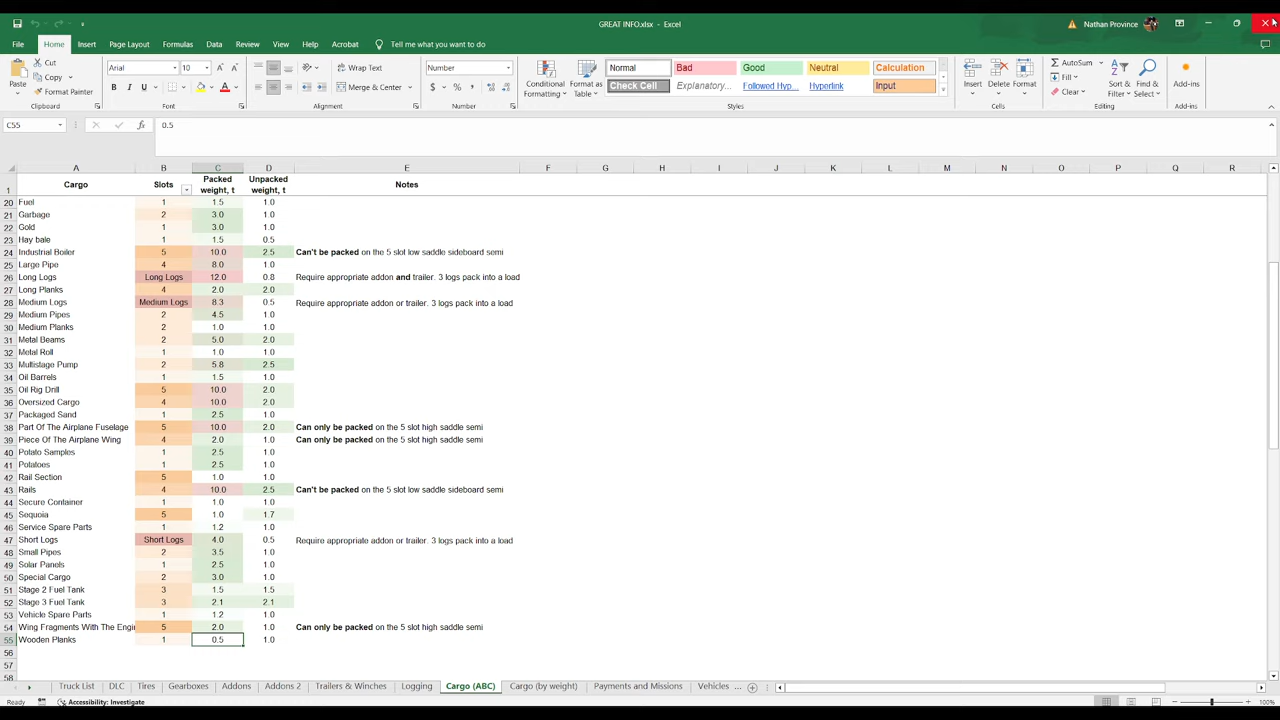 GREAT INFO.xlsx - Excel
Nathan Province
File Home Insert Page Layout Formulas Data Review View Help Acrobat Tell me what you want to do
Paste
Cut
Copy
Format Painter
Clipboard
Arial 10
B I U A
Font
Wrap Text
Merge & Center
Alignment
Number
$ % ,
Number
Conditional Formatting
Format as Table
Normal Bad Good Neutral Calculation
Check Cell Explanatory... Followed Hyp... Hyperlink Input
Styles
Insert Delete Format
Cells
AutoSum
Fill
Clear
Sort & Filter
Find & Select
Editing
Add-ins
Add-ins
C55 fx 0.5
A B C D E F G H I J K L M N O P Q R
1 Cargo Slots Packed weight, t Unpacked weight, t Notes
20 Fuel 1 1.5 1.0
21 Garbage 2 3.0 1.0
22 Gold 1 3.0 1.0
23 Hay bale 1 1.5 0.5
24 Industrial Boiler 5 10.0 2.5 Can't be packed on the 5 slot low saddle sideboard semi
25 Large Pipe 4 8.0 1.0
26 Long Logs Long Logs 12.0 0.8 Require appropriate addon and trailer. 3 logs pack into a load
27 Long Planks 4 2.0 2.0
28 Medium Logs Medium Logs 8.3 0.5 Require appropriate addon or trailer. 3 logs pack into a load
29 Medium Pipes 2 4.5 1.0
30 Medium Planks 2 1.0 1.0
31 Metal Beams 2 5.0 2.0
32 Metal Roll 1 1.0 1.0
33 Multistage Pump 2 5.8 2.5
34 Oil Barrels 1 1.5 1.0
35 Oil Rig Drill 5 10.0 2.0
36 Oversized Cargo 4 10.0 2.0
37 Packaged Sand 1 2.5 1.0
38 Part Of The Airplane Fuselage 5 10.0 2.0 Can only be packed on the 5 slot high saddle semi
39 Piece Of The Airplane Wing 4 2.0 1.0 Can only be packed on the 5 slot high saddle semi
40 Potato Samples 1 2.5 1.0
41 Potatoes 1 2.5 1.0
42 Rail Section 5 1.0 1.0
43 Rails 4 10.0 2.5 Can't be packed on the 5 slot low saddle sideboard semi
44 Secure Container 1 1.0 1.0
45 Sequoia 5 1.0 1.7
46 Service Spare Parts 1 1.2 1.0
47 Short Logs Short Logs 4.0 0.5 Require appropriate addon or trailer. 3 logs pack into a load
48 Small Pipes 2 3.5 1.0
49 Solar Panels 1 2.5 1.0
50 Special Cargo 2 3.0 1.0
51 Stage 2 Fuel Tank 3 1.5 1.5
52 Stage 3 Fuel Tank 3 2.1 2.1
53 Vehicle Spare Parts 1 1.2 1.0
54 Wing Fragments With The Engin 5 2.0 1.0 Can only be packed on the 5 slot high saddle semi
55 Wooden Planks 1 0.5 1.0
56
57
58
Truck List DLC Tires Gearboxes Addons Addons 2 Trailers & Winches Logging Cargo (ABC) Cargo (by weight) Payments and Missions Vehicles ...
Ready Accessibility: Investigate 100%